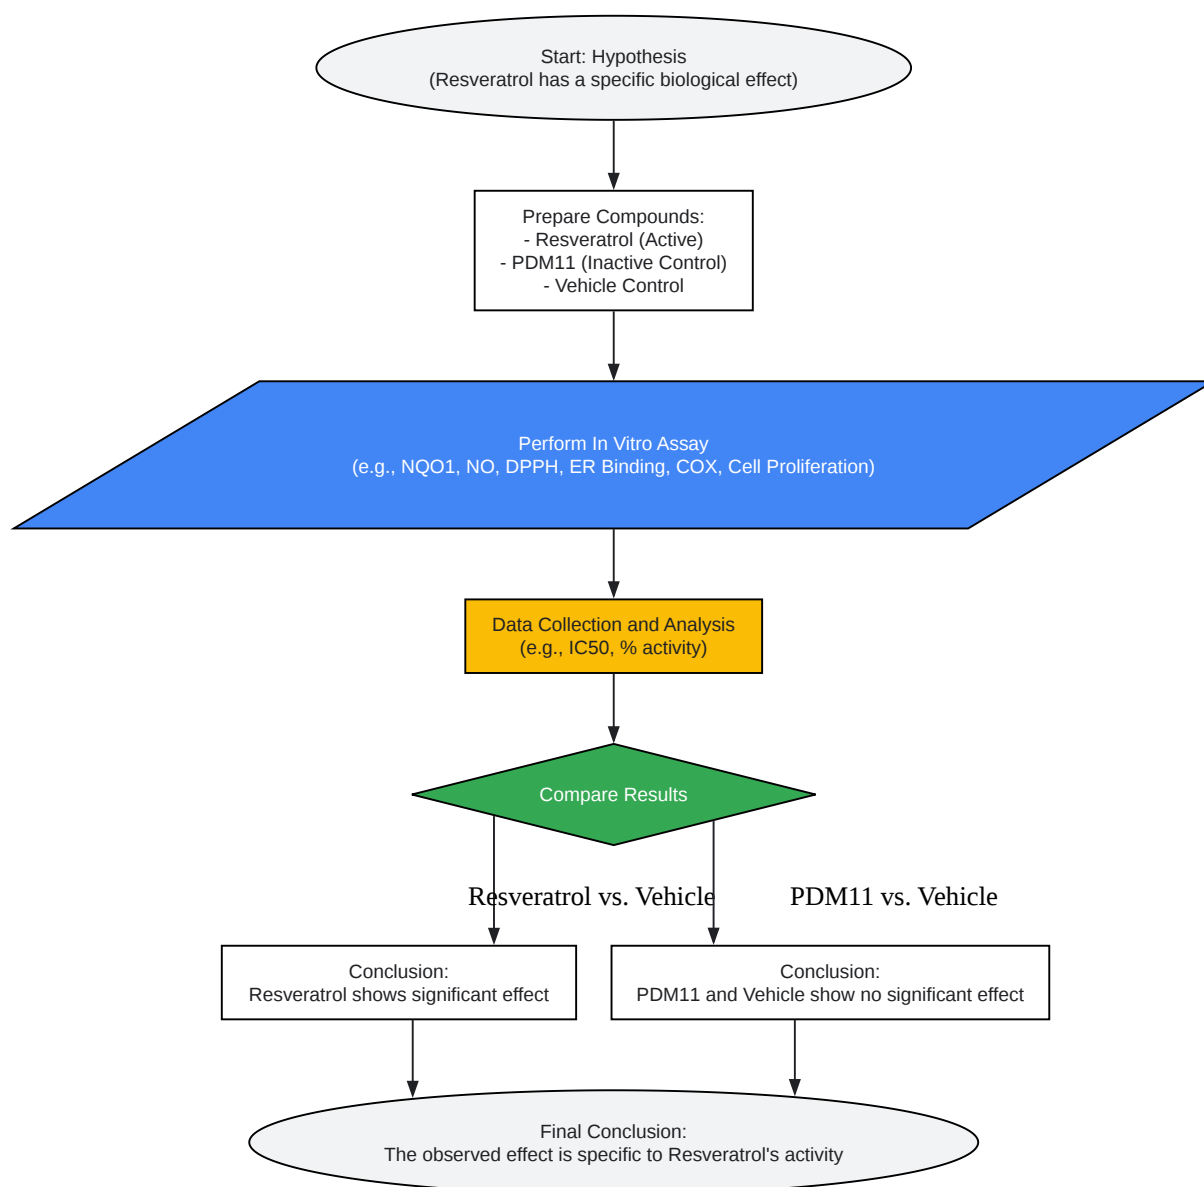 Start: Hypothesis
(Resveratrol has a specific biological effect)
Prepare Compounds:
- Resveratrol (Active)
- PDM11 (Inactive Control)
- Vehicle Control
Perform In Vitro Assay
(e.g., NQO1, NO, DPPH, ER Binding, COX, Cell Proliferation)
Data Collection and Analysis
(e.g., IC50, % activity)
Compare Results
Resveratrol vs. Vehicle
PDM11 vs. Vehicle
Conclusion:
Resveratrol shows significant effect
Conclusion:
PDM11 and Vehicle show no significant effect
Final Conclusion:
The observed effect is specific to Resveratrol's activity